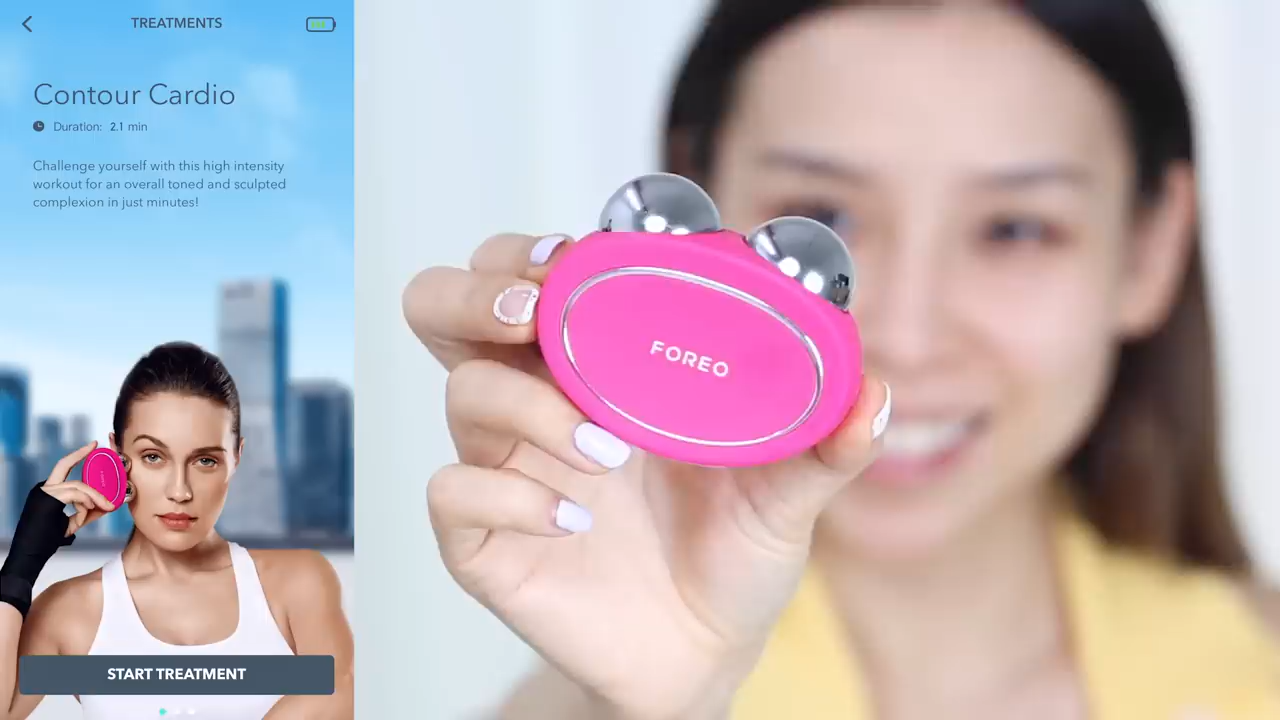 TREATMENTS
Contour Cardio
Duration: 2.1 min
Challenge yourself with this high intensity
workout for an overall toned and sculpted
complexion in just minutes!
START TREATMENT
FOREO